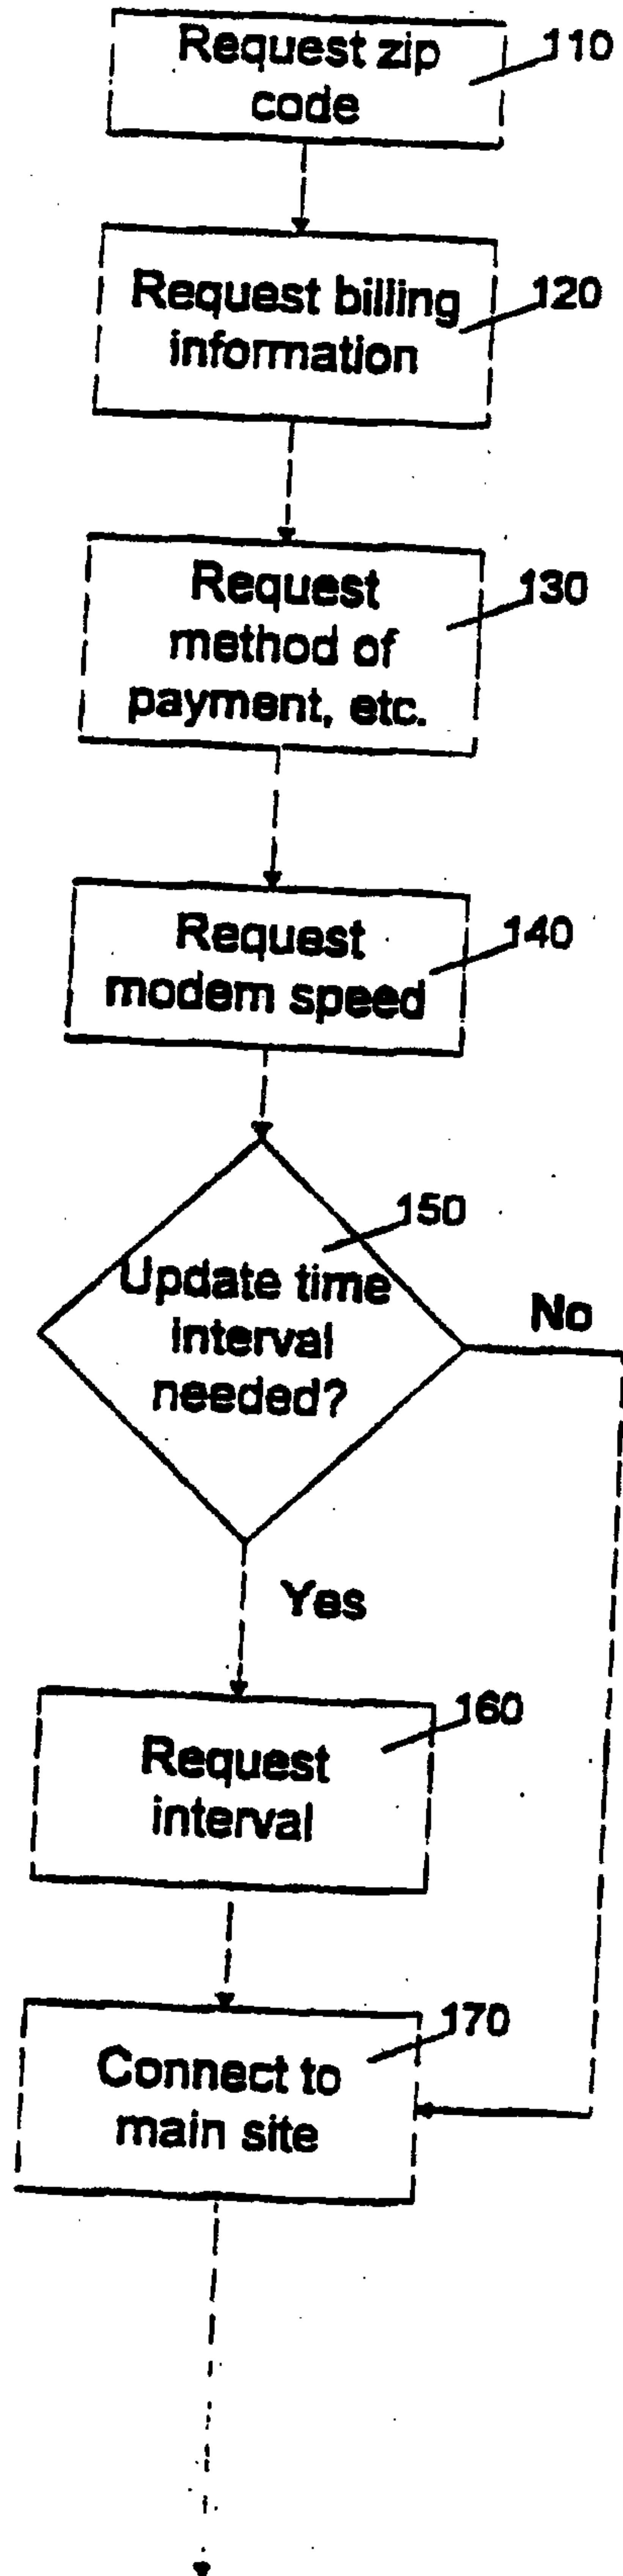 Request zip
code
110
Request billing
information
120
Request
method of
payment, etc.
130
Request
modem speed
140
150
Update time
interval
needed?
No
Yes
160
Request
interval
170
Connect to
main site